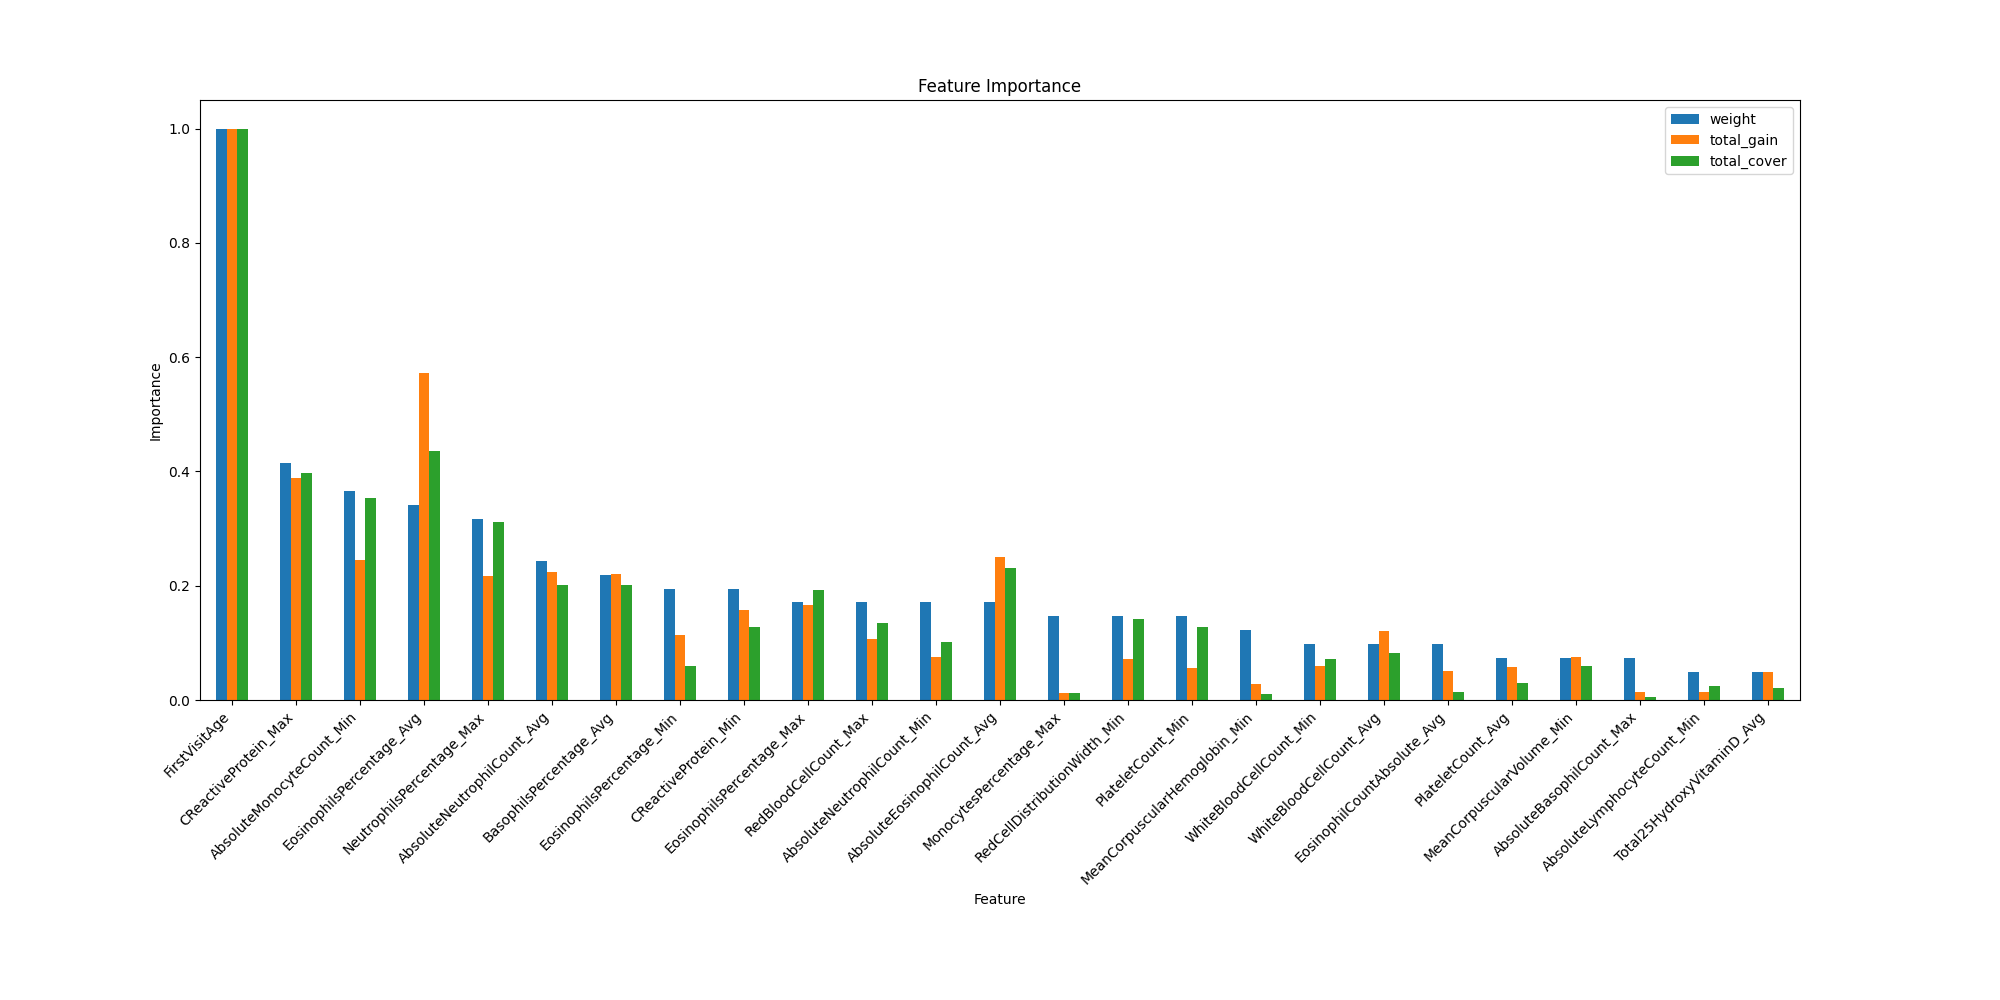 Feature Importance
weight
total_gain
total_cover
Importance
1.0
0.8
0.6
0.4
0.2
0.0
FirstVisitAge
CReactiveProtein_Max
AbsoluteMonocyteCount_Min
EosinophilsPercentage_Avg
NeutrophilsPercentage_Max
AbsoluteNeutrophilCount_Avg
BasophilsPercentage_Avg
EosinophilsPercentage_Min
CReactiveProtein_Min
EosinophilsPercentage_Max
RedBloodCellCount_Max
AbsoluteNeutrophilCount_Min
AbsoluteEosinophilCount_Avg
MonocytesPercentage_Max
RedCellDistributionWidth_Min
PlateletCount_Min
MeanCorpuscularHemoglobin_Min
WhiteBloodCellCount_Min
WhiteBloodCellCount_Avg
EosinophilCountAbsolute_Avg
PlateletCount_Avg
MeanCorpuscularVolume_Min
AbsoluteBasophilCount_Max
AbsoluteLymphocyteCount_Min
Total25HydroxyVitaminD_Avg
Feature